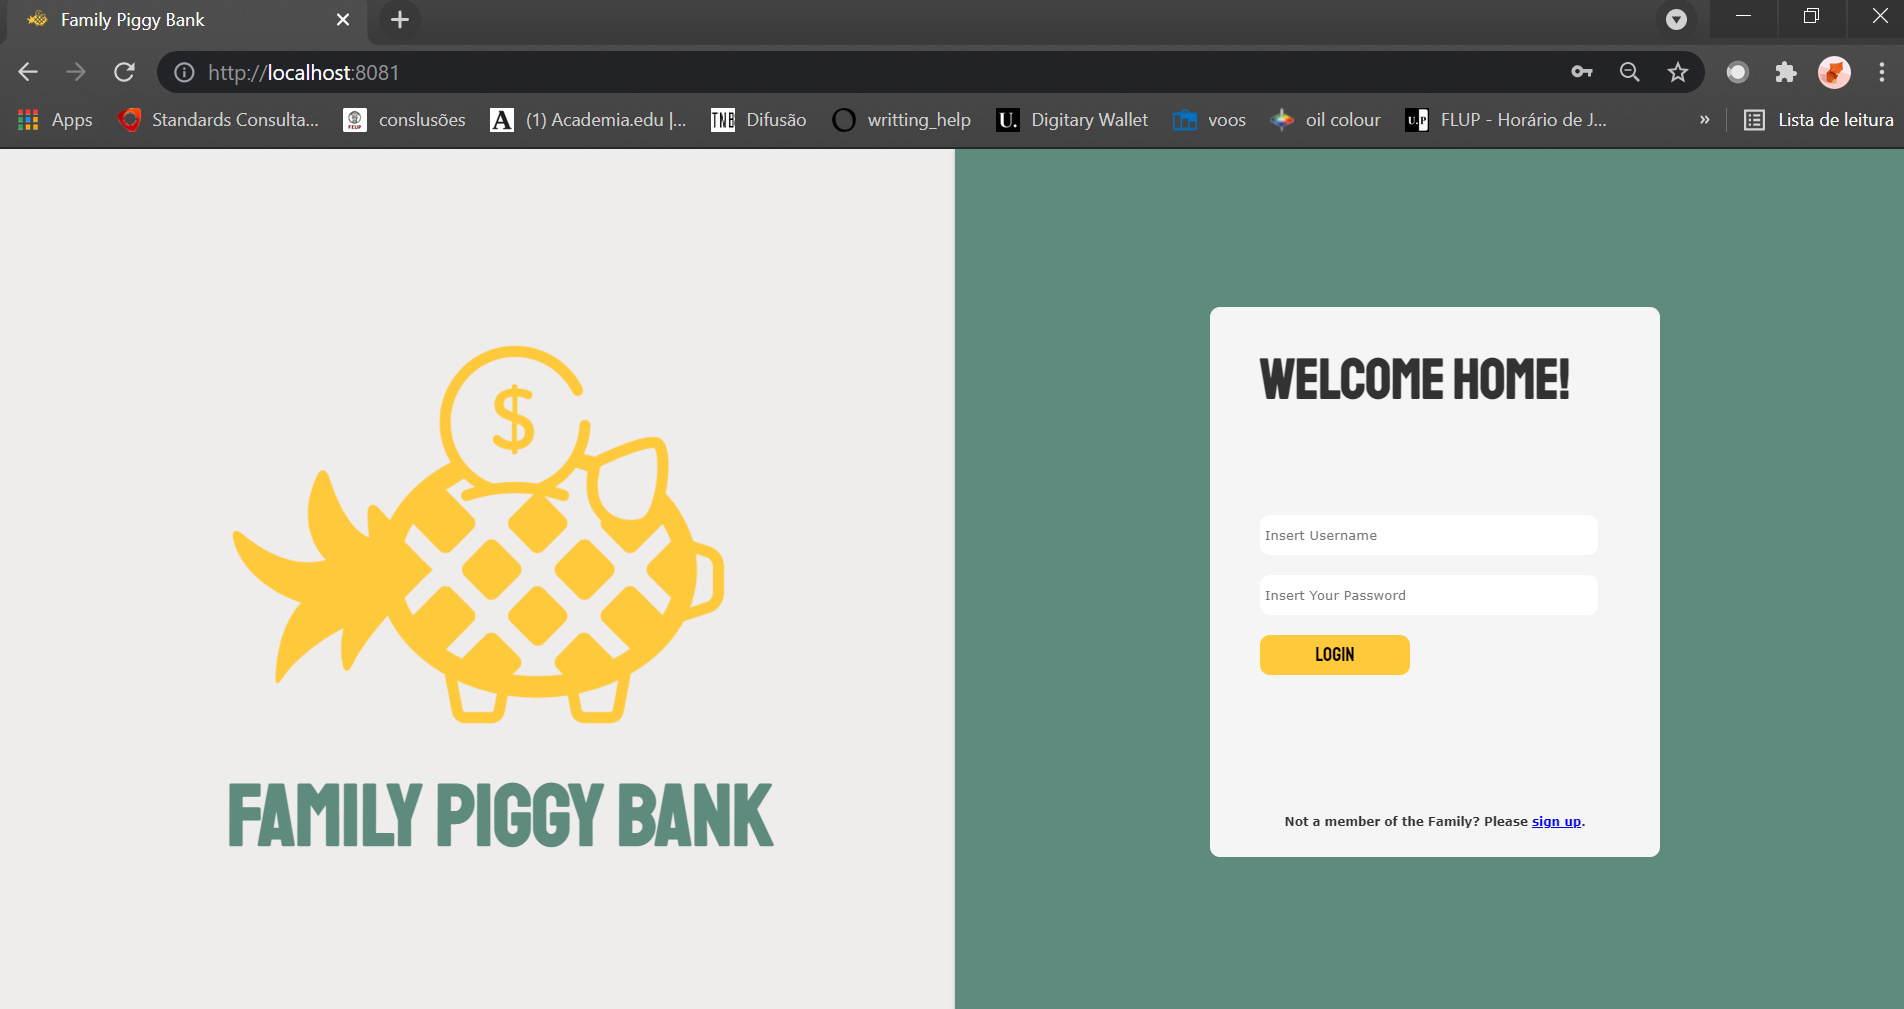 Family Piggy Bank
http://localhost:8081
Apps
Standards Consulta...
FEUP
conslusões
A
(1) Academia.edu |...
TNB
Difusão
writting_help
U.
Digitary Wallet
voos
oil colour
U.P
FLUP - Horário de J...
»
Lista de leitura
$
FAMILY PIGGY BANK
WELCOME HOME!
Insert Username
Insert Your Password
LOGIN
Not a member of the Family? Please sign up.